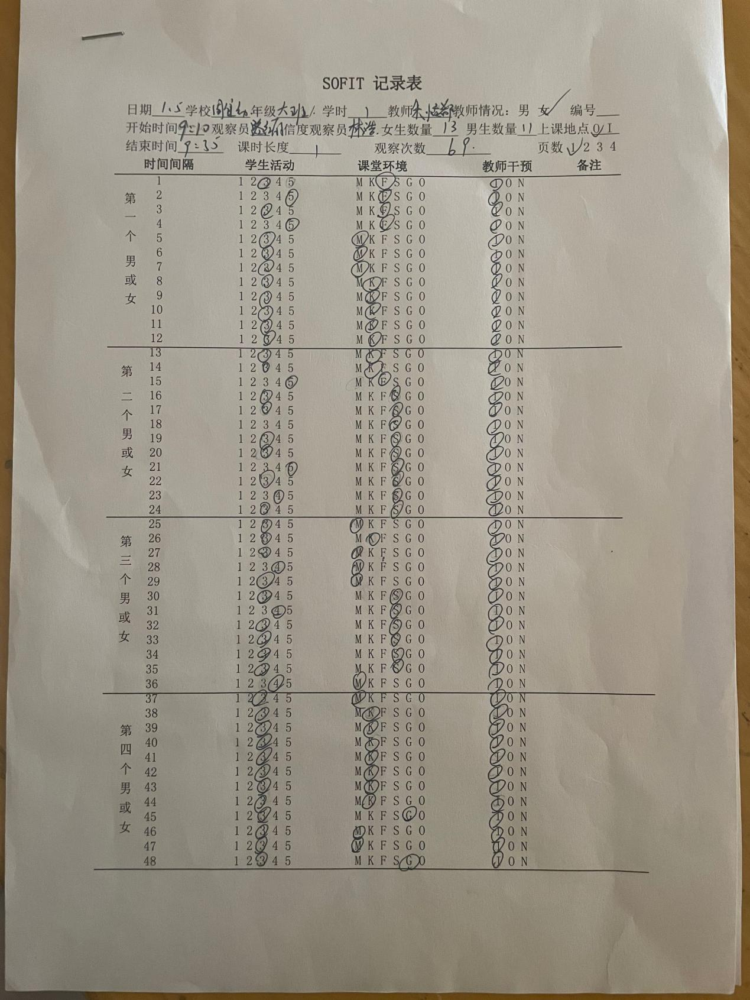 SOFIT 记录表
日期 1.5 学校 年级 大班 学时 1 教师 教师情况：男 女 编号
开始时间 9:10 观察员 信度观察员 林浩 女生数量 13 男生数量 11 上课地点 O I
结束时间 9:35 课时长度 1 观察次数 69 页数 1 2 3 4
时间间隔 学生活动 课堂环境 教师干预 备注
第一个男或女
1 1 2 3 4 5 M K F S G O I O N
2 1 2 3 4 5 M K F S G O I O N
3 1 2 3 4 5 M K F S G O I O N
4 1 2 3 4 5 M K F S G O I O N
5 1 2 3 4 5 M K F S G O I O N
6 1 2 3 4 5 M K F S G O I O N
7 1 2 3 4 5 M K F S G O I O N
8 1 2 3 4 5 M K F S G O I O N
9 1 2 3 4 5 M K F S G O I O N
10 1 2 3 4 5 M K F S G O I O N
11 1 2 3 4 5 M K F S G O I O N
12 1 2 3 4 5 M K F S G O I O N
第二个男或女
13 1 2 3 4 5 M K F S G O I O N
14 1 2 3 4 5 M K F S G O I O N
15 1 2 3 4 5 M K F S G O I O N
16 1 2 3 4 5 M K F S G O I O N
17 1 2 3 4 5 M K F S G O I O N
18 1 2 3 4 5 M K F S G O I O N
19 1 2 3 4 5 M K F S G O I O N
20 1 2 3 4 5 M K F S G O I O N
21 1 2 3 4 5 M K F S G O I O N
22 1 2 3 4 5 M K F S G O I O N
23 1 2 3 4 5 M K F S G O I O N
24 1 2 3 4 5 M K F S G O I O N
第三个男或女
25 1 2 3 4 5 M K F S G O I O N
26 1 2 3 4 5 M K F S G O I O N
27 1 2 3 4 5 M K F S G O I O N
28 1 2 3 4 5 M K F S G O I O N
29 1 2 3 4 5 M K F S G O I O N
30 1 2 3 4 5 M K F S G O I O N
31 1 2 3 4 5 M K F S G O I O N
32 1 2 3 4 5 M K F S G O I O N
33 1 2 3 4 5 M K F S G O I O N
34 1 2 3 4 5 M K F S G O I O N
35 1 2 3 4 5 M K F S G O I O N
36 1 2 3 4 5 M K F S G O I O N
第四个男或女
37 1 2 3 4 5 M K F S G O I O N
38 1 2 3 4 5 M K F S G O I O N
39 1 2 3 4 5 M K F S G O I O N
40 1 2 3 4 5 M K F S G O I O N
41 1 2 3 4 5 M K F S G O I O N
42 1 2 3 4 5 M K F S G O I O N
43 1 2 3 4 5 M K F S G O I O N
44 1 2 3 4 5 M K F S G O I O N
45 1 2 3 4 5 M K F S G O I O N
46 1 2 3 4 5 M K F S G O I O N
47 1 2 3 4 5 M K F S G O I O N
48 1 2 3 4 5 M K F S G O I O N